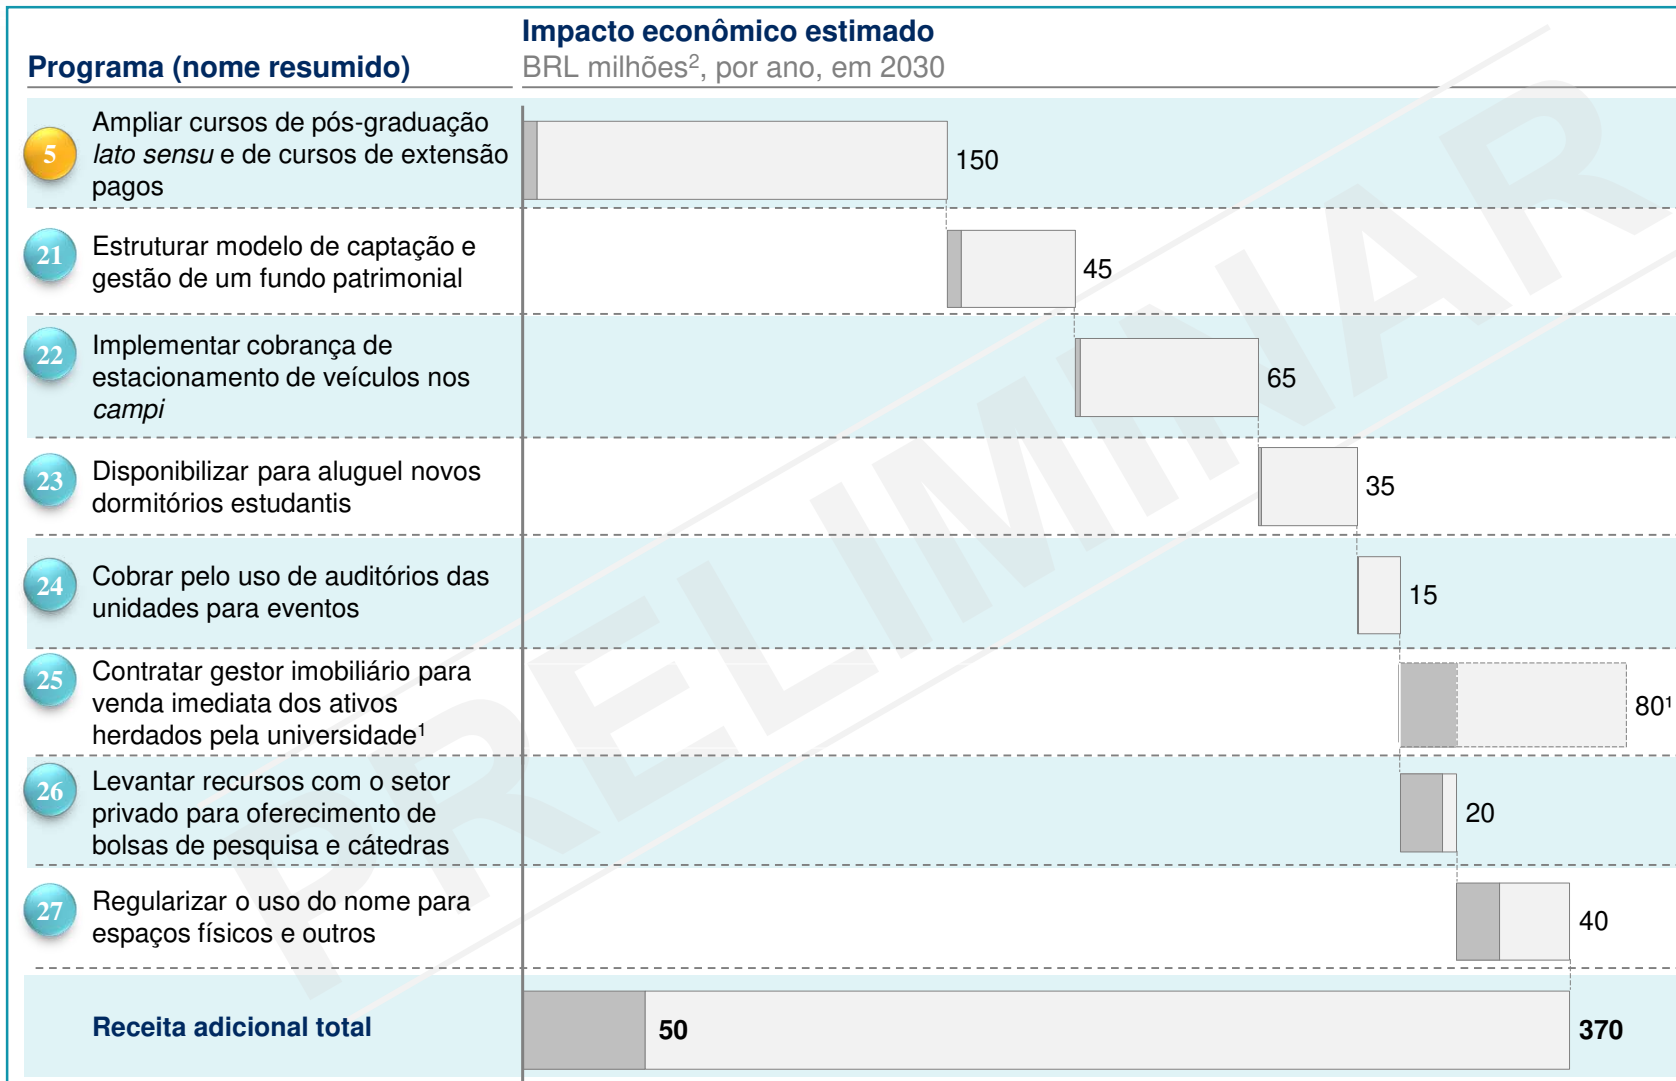 Programa (nome resumido)
Impacto econômico estimado
BRL milhões², por ano, em 2030
5
Ampliar cursos de pós-graduação
lato sensu e de cursos de extensão
pagos
150
21
Estruturar modelo de captação e
gestão de um fundo patrimonial
45
22
Implementar cobrança de
estacionamento de veículos nos
campi
65
23
Disponibilizar para aluguel novos
dormitórios estudantis
35
24
Cobrar pelo uso de auditórios das
unidades para eventos
15
25
Contratar gestor imobiliário para
venda imediata dos ativos
herdados pela universidade¹
80¹
26
Levantar recursos com o setor
privado para oferecimento de
bolsas de pesquisa e cátedras
20
27
Regularizar o uso do nome para
espaços físicos e outros
40
Receita adicional total
50
370
PRELIMINAR